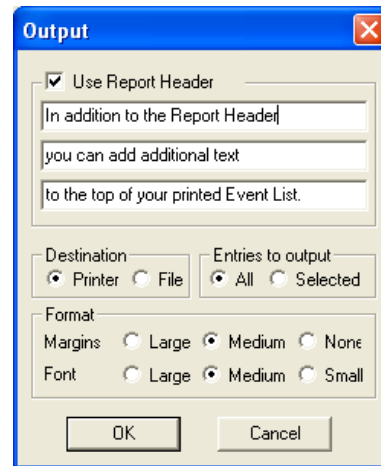 Output
Use Report Header
In addition to the Report Header
you can add additional text
to the top of your printed Event List.
Destination
Printer File
Entries to output
All Selected
Format
Margins Large Medium None
Font Large Medium Small
OK Cancel